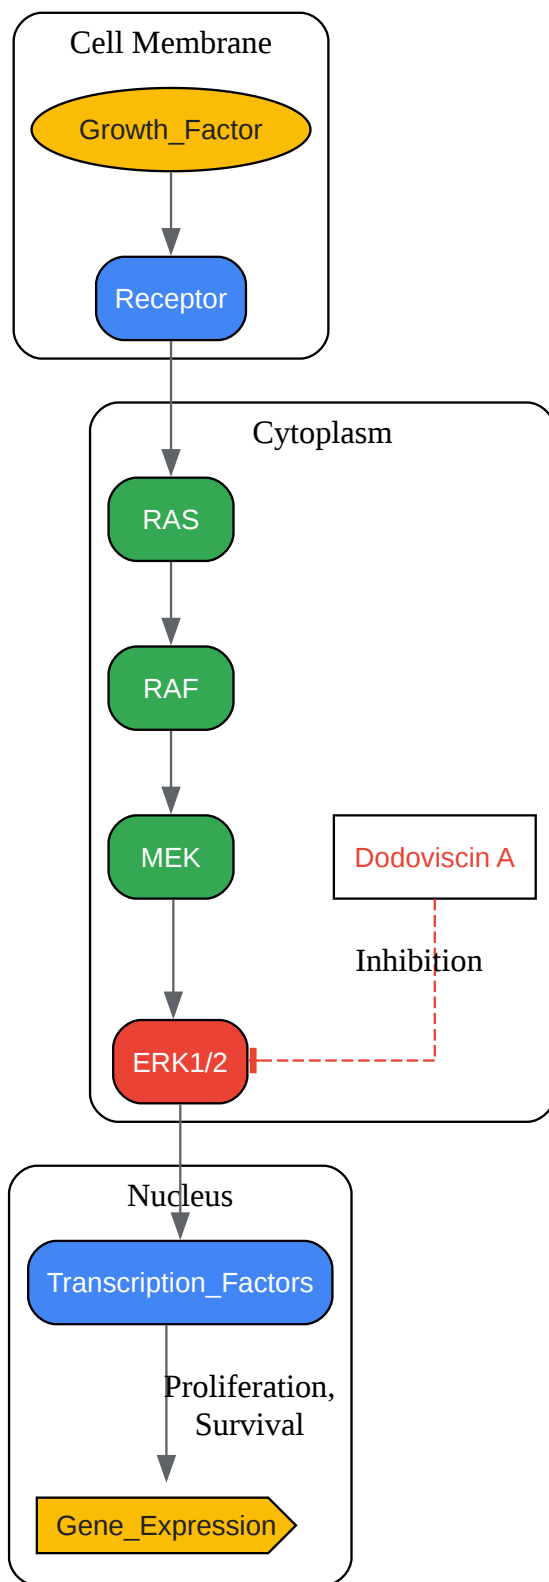 Cell Membrane
Growth_Factor
Receptor
Cytoplasm
RAS
RAF
MEK
Dodoviscin A
Inhibition
ERK1/2
Nucleus
Transcription_Factors
Proliferation,
Survival
Gene_Expression